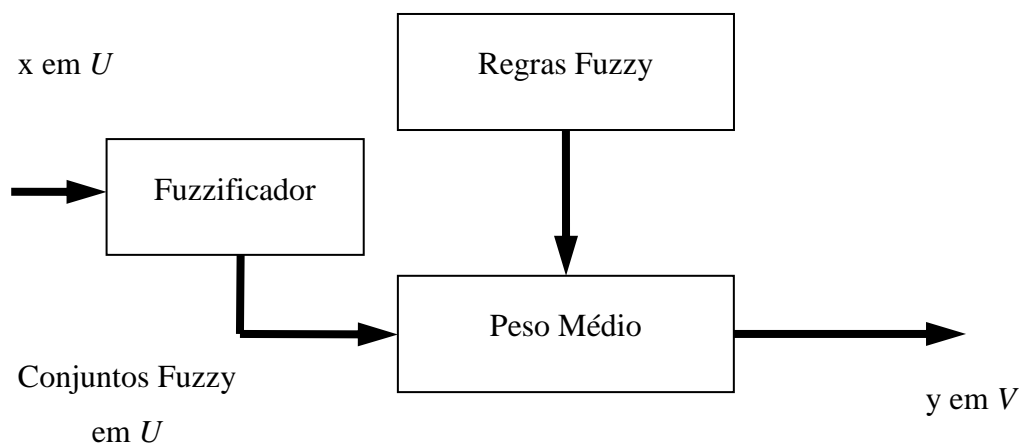 x em U
Regras Fuzzy
Fuzzificador
Peso Médio
Conjuntos Fuzzy
em U
y em V